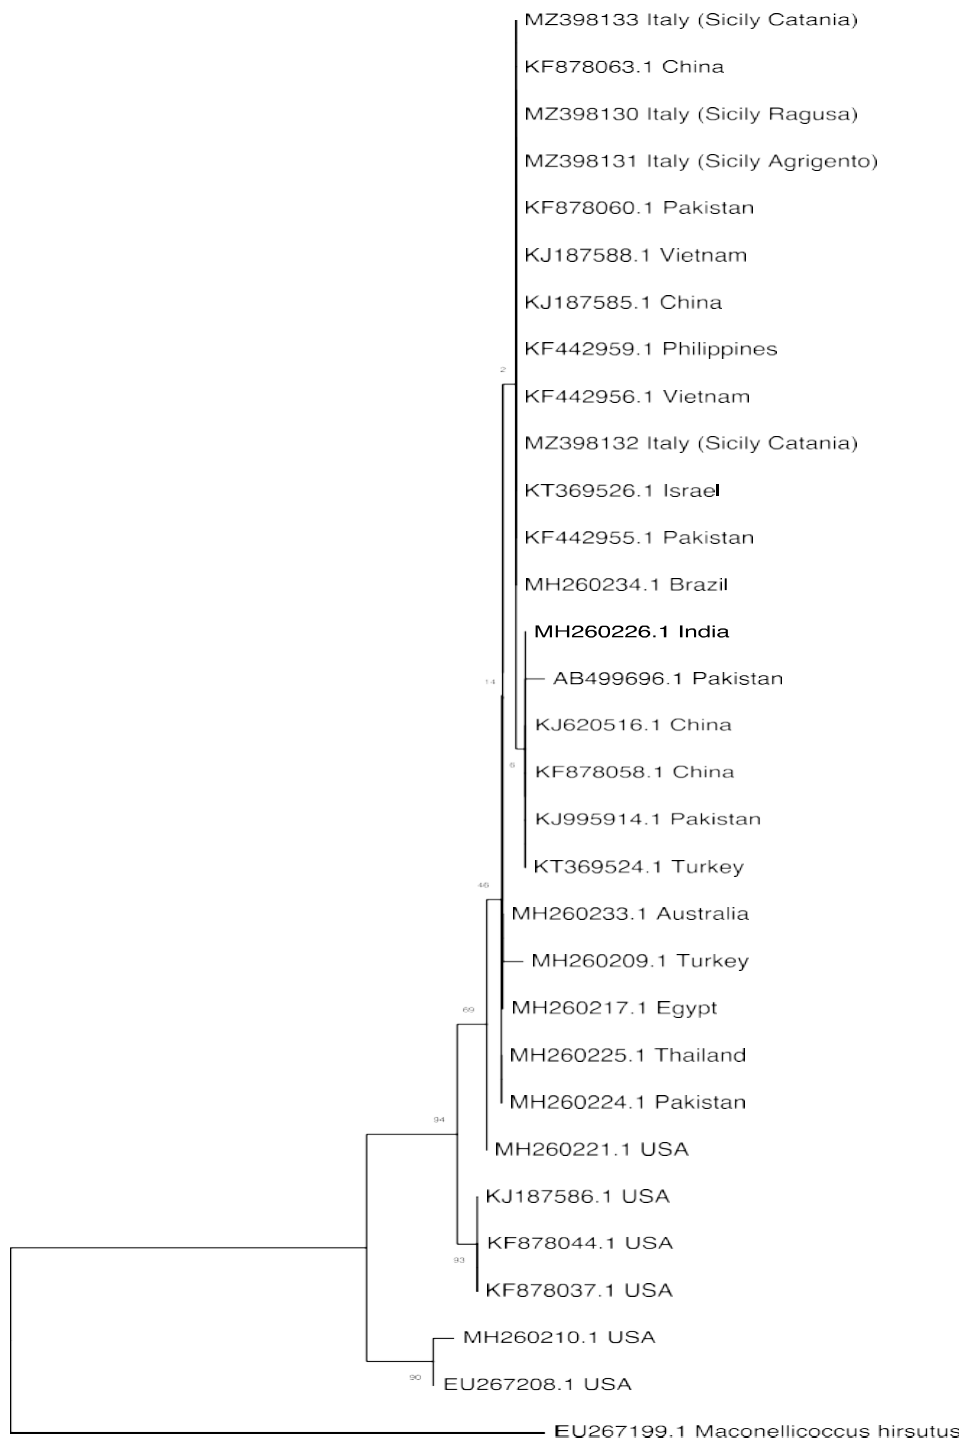 MZ398133 Italy (Sicily Catania)
KF878063.1 China
MZ398130 Italy (Sicily Ragusa)
MZ398131 Italy (Sicily Agrigento)
KF878060.1 Pakistan
KJ187588.1 Vietnam
KJ187585.1 China
KF442959.1 Philippines
2
KF442956.1 Vietnam
MZ398132 Italy (Sicily Catania)
KT369526.1 Israel
KF442955.1 Pakistan
MH260234.1 Brazil
MH260226.1 India
AB499696.1 Pakistan
14
KJ620516.1 China
5
KF878058.1 China
KJ995914.1 Pakistan
KT369524.1 Turkey
46
MH260233.1 Australia
MH260209.1 Turkey
MH260217.1 Egypt
69
MH260225.1 Thailand
MH260224.1 Pakistan
94
MH260221.1 USA
KJ187586.1 USA
KF878044.1 USA
93
KF878037.1 USA
MH260210.1 USA
90
EU267208.1 USA
EU267199.1 Maconellicoccus hirsutus